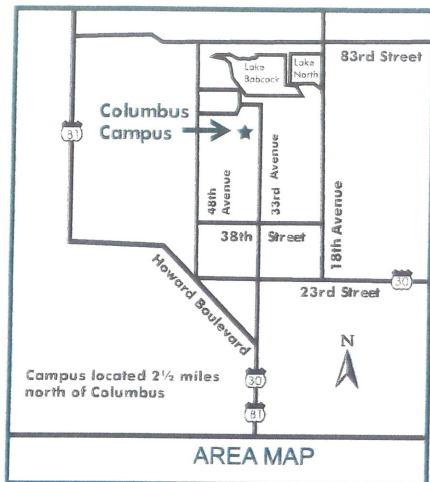 83rd Street
Lake
Babcock
Lake
North
Columbus
Campus
81
48th
Avenue
33rd Avenue
18th Avenue
38th Street
30
23rd Street
Howard Boulevard
N
Campus located 2½ miles
north of Columbus
30
81
AREA MAP